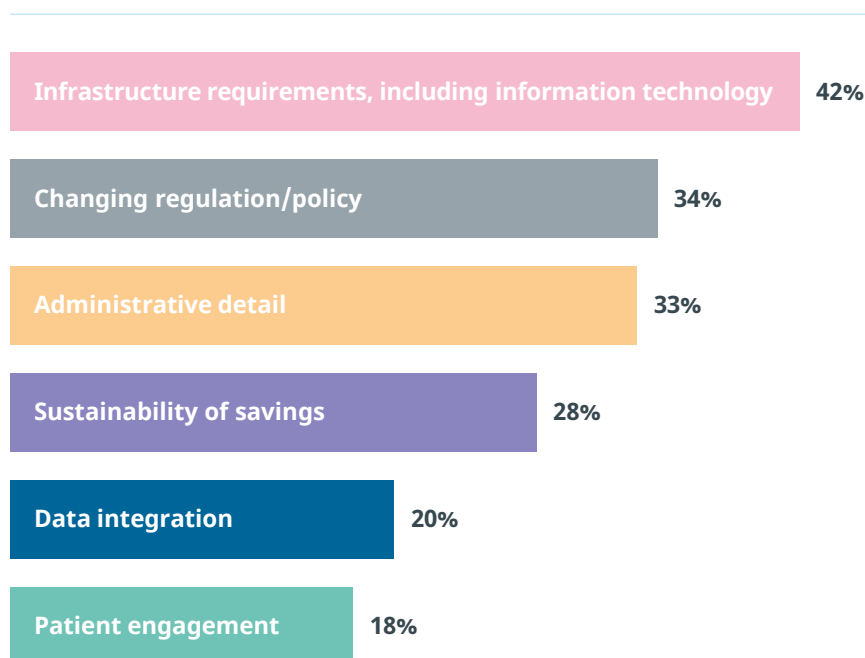 Infrastructure requirements, including information technology 42%
Changing regulation/policy 34%
Administrative detail 33%
Sustainability of savings 28%
Data integration 20%
Patient engagement 18%